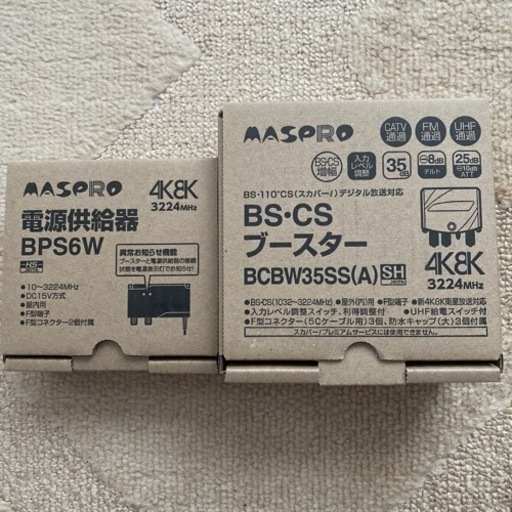 MASPRO
4K8K
3224MHz
電源供給器
BPS6W
異常お知らせ機能
ブースターと電源供給器の接続
状態を電源表示灯でお知らせ!
●10〜3224MHz
●DC15V方式
●屋内用
●F型端子
●F型コネクター2個付属
MASPRO
CATV
通過
FM
通過
UHF
通過
BS・CS
増幅
入力
レベル
調整
35dB
8dB
チルト
25dB
10dB
ATT
BS・110°CS(スカパー!)デジタル放送対応
BS・CS
ブースター
BCBW35SS(A) SH
4K8K
3224MHz
●BS・CS(1032〜3224MHz) ●屋外(内)用 ●F型端子 ●新4K8K衛星放送対応
●入力レベル調整スイッチ、利得調整付 ●UHF給電スイッチ付
●F型コネクター(5Cケーブル用)3個、防水キャップ(大)3個付属
スカパー!プレミアムサービスには使用できません。